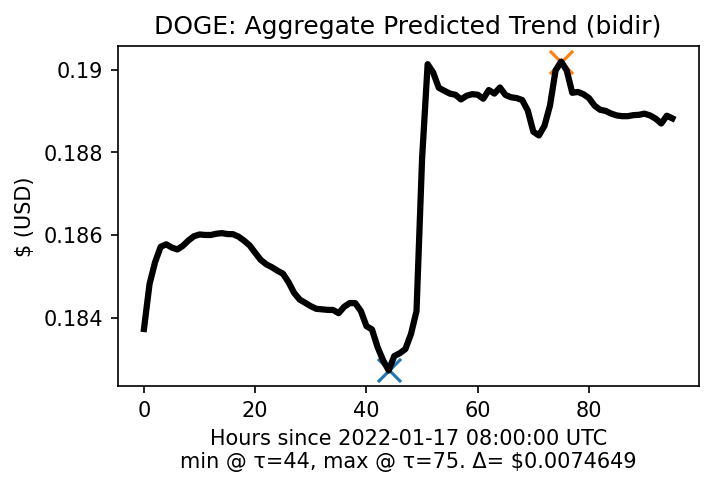 DOGE: Aggregate Predicted Trend (bidir)
0.19
0.188
0.186
0.184
$ (USD)
0 20 40 60 80
Hours since 2022-01-17 08:00:00 UTC
min @ τ=44, max @ τ=75. Δ= $0.0074649